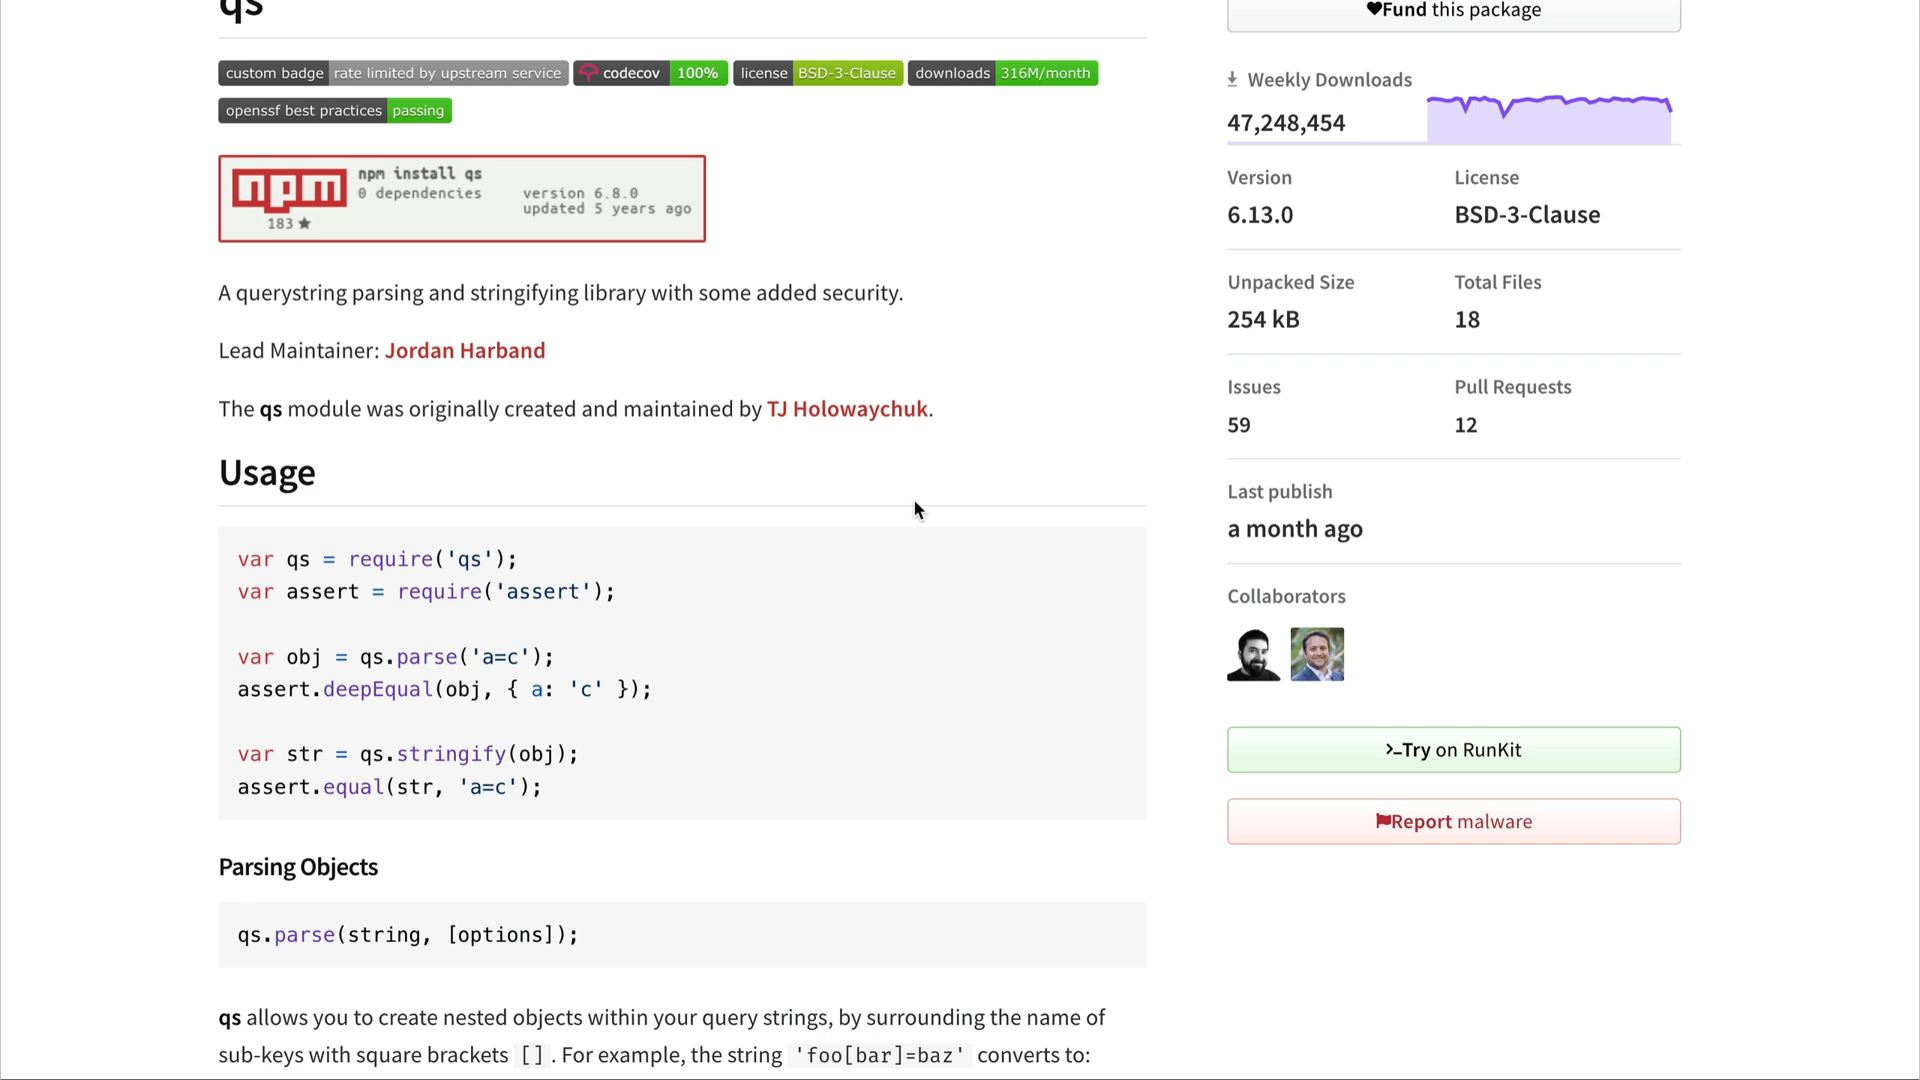 qs
custom badge rate limited by upstream service codecov 100% license BSD-3-Clause downloads 316M/month
openssf best practices passing
npm npm install qs
0 dependencies version 6.8.0
updated 5 years ago
183 ★
A querystring parsing and stringifying library with some added security.
Lead Maintainer: Jordan Harband
The qs module was originally created and maintained by TJ Holowaychuk.
Usage
var qs = require('qs');
var assert = require('assert');
var obj = qs.parse('a=c');
assert.deepEqual(obj, { a: 'c' });
var str = qs.stringify(obj);
assert.equal(str, 'a=c');
Parsing Objects
qs.parse(string, [options]);
qs allows you to create nested objects within your query strings, by surrounding the name of
sub-keys with square brackets []. For example, the string 'foo[bar]=baz' converts to:
Fund this package
Weekly Downloads
47,248,454
Version License
6.13.0 BSD-3-Clause
Unpacked Size Total Files
254 kB 18
Issues Pull Requests
59 12
Last publish
a month ago
Collaborators
Try on RunKit
Report malware